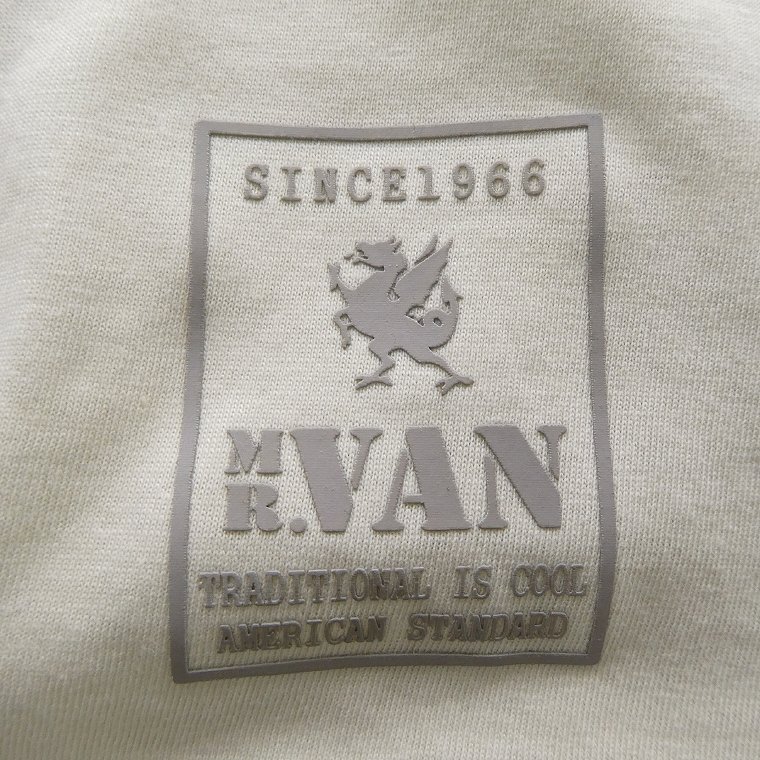 SINCE1966
MR.VAN
TRADITIONAL IS COOL
AMERICAN STANDARD